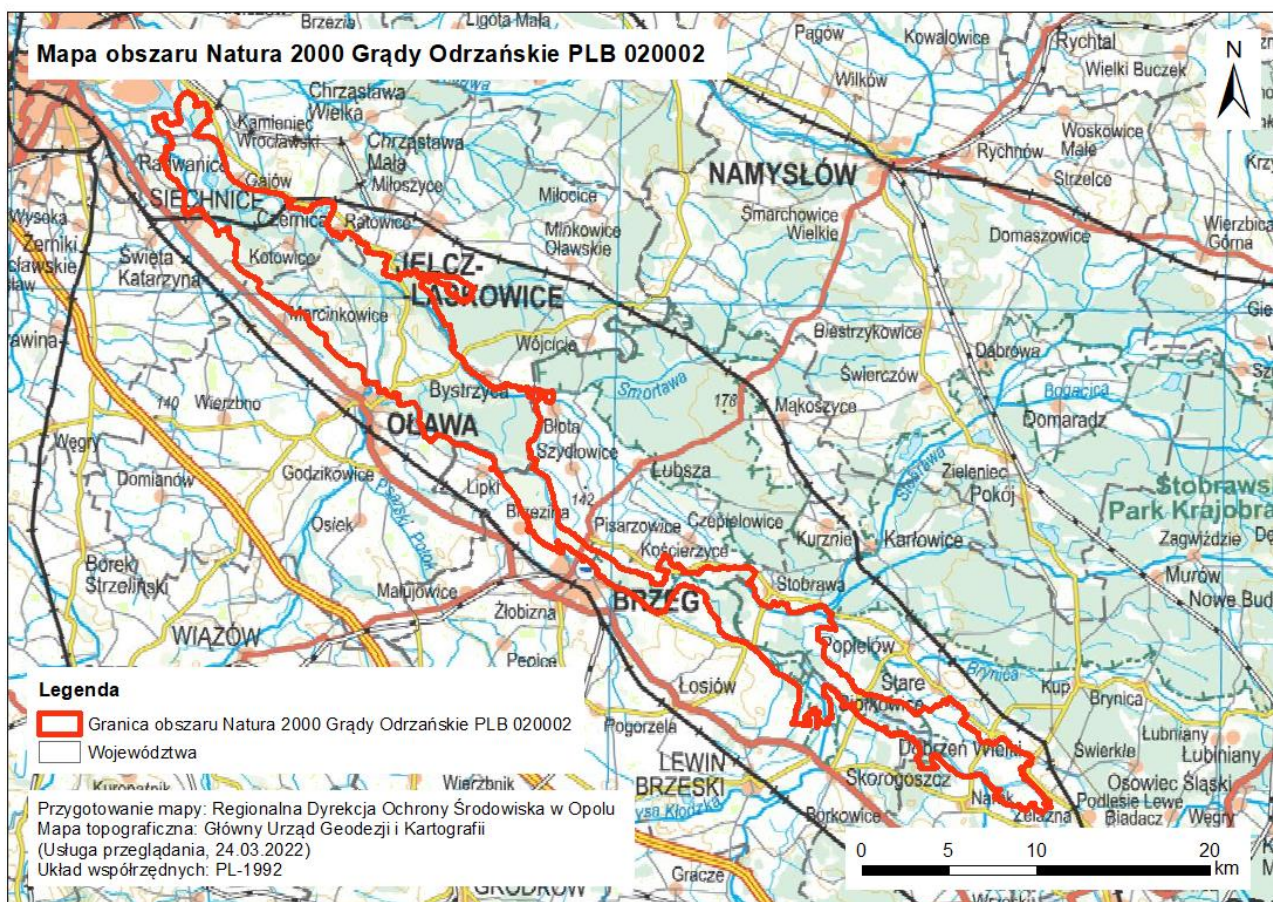 Mapa obszaru Natura 2000 Grądy Odrzańskie PLB 020002
N
Brzezia
Ligota Mała
Pągów
Kowalowice
Rychtal
Wielki Buczek
Wilków
Chrząstawa
Wielka
Kamieniec
Wrocławski
Chrząstawa
Mała
Woskowice
Małe
Rychnów
Strzelce
Radwanice
Gajów
Miłoszyce
NAMYSŁÓW
SIECHNICE
Czernica
Ratowice
Miłocice
Minkowice
Oławskie
Smarchowice
Wielkie
Domaszowice
Wierzbica
Górna
Wysoka
Żerniki
Święta
Katarzyna
Kotowice
JELCZ-
-LASKOWICE
Marcinkowice
Biestrzykowice
Wójcice
Dąbrowa
Świerczów
Bystrzyca
Smortawa
178
Mąkoszyce
Bogacica
Domaradz
140
Wierzbno
Węgry
OŁAWA
Błota
Szydłowice
Godzikowice
Lubsza
Zieleniec
Pokój
Stobrawa
Domianów
Psarski
Potok
Lipki
142
Stobraws
Park Krajobra
Osiek
Brzezina
Pisarzowice
Czepielowice
Kurznie
Karłowice
Zagwiździe
Borek
Strzeliński
Kościerzyce
Stobrawa
Murów
Małujowice
BRZEG
Nowe Bud
Żłobizna
WIĄZÓW
Popielów
Brynica
Pępice
Kup
Brynica
Łosiów
Stare
Siołkowice
Legenda
Granica obszaru Natura 2000 Grądy Odrzańskie PLB 020002
Województwa
Pogorzela
Łubniany
Dobrzeń Wielki
Świerkle
Łubniany
LEWIN
BRZESKI
Skorogoszcz
Osowiec Śląski
Wierzbnik
Narok
Podlesie Lewe
Borkowice
Żelazna
Biadacz
Węgry
Przygotowanie mapy: Regionalna Dyrekcja Ochrony Środowiska w Opolu
Mapa topograficzna: Główny Urząd Geodezji i Kartografii
(Usługa przeglądania, 24.03.2022)
Układ współrzędnych: PL-1992
Gracze
0 5 10 20
km